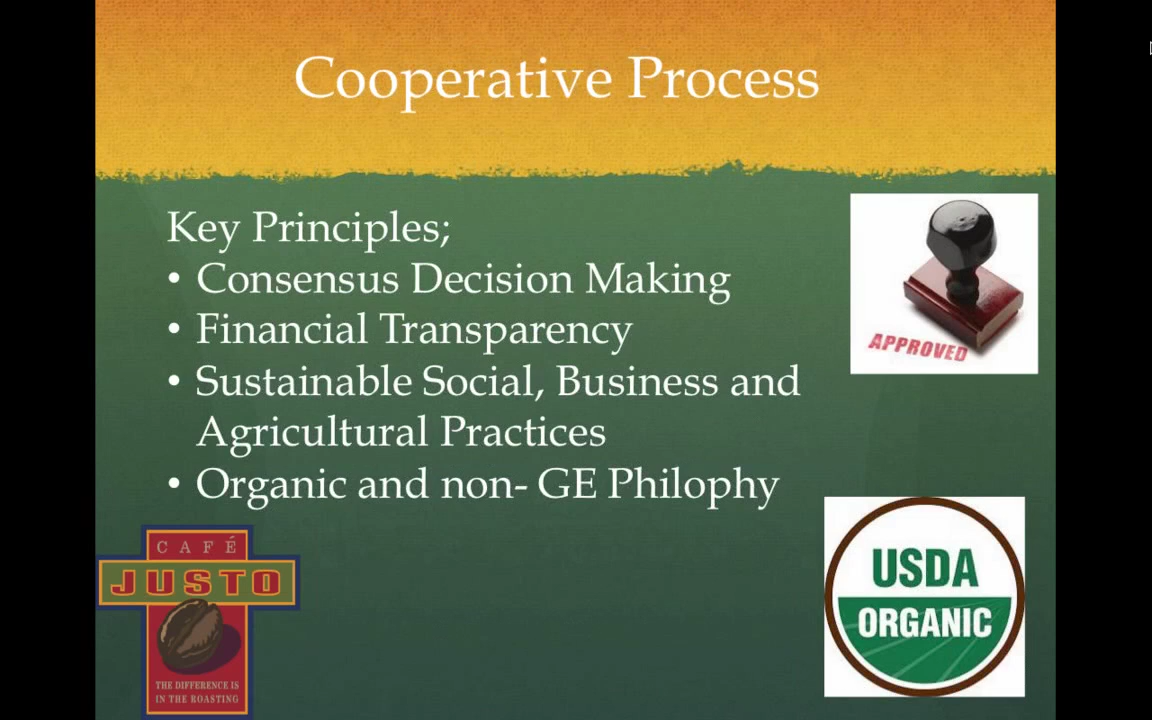 Cooperative Process
Key Principles;
• Consensus Decision Making
• Financial Transparency
• Sustainable Social, Business and
Agricultural Practices
• Organic and non- GE Philophy
APPROVED
USDA
ORGANIC
CAFÉ
JUSTO
THE DIFFERENCE IS
IN THE ROASTING